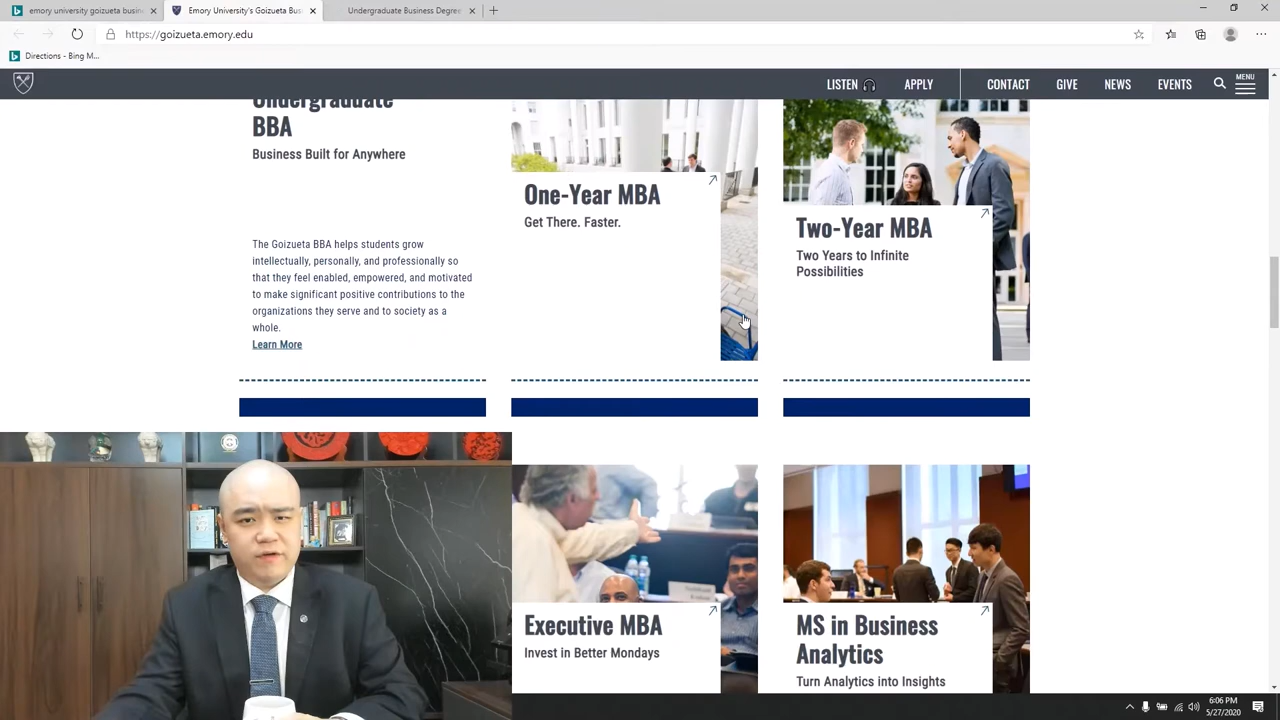 emory university goizueta busine
Emory University's Goizueta Bus
Undergraduate Business Degree
https://goizueta.emory.edu
Directions - Bing M...
LISTEN
APPLY
CONTACT
GIVE
NEWS
EVENTS
MENU
Undergraduate
BBA
Business Built for Anywhere
The Goizueta BBA helps students grow
intellectually, personally, and professionally so
that they feel enabled, empowered, and motivated
to make significant positive contributions to the
organizations they serve and to society as a
whole.
Learn More
One-Year MBA
Get There. Faster.
Two-Year MBA
Two Years to Infinite
Possibilities
Executive MBA
Invest in Better Mondays
MS in Business
Analytics
Turn Analytics into Insights
6:06 PM
5/27/2020